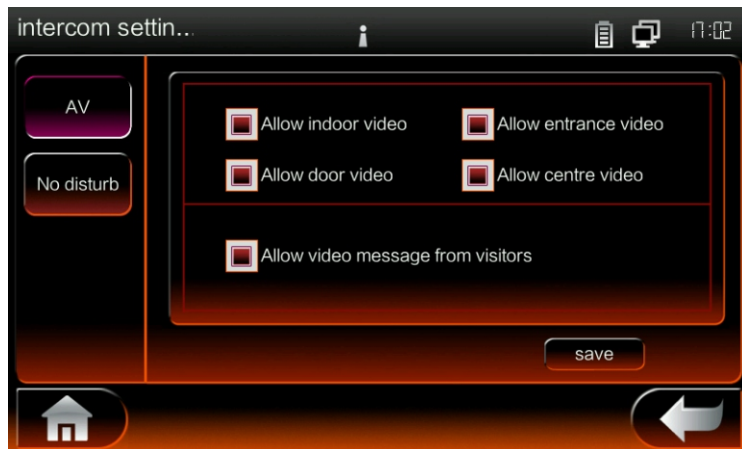 intercom settin...
17:02
AV
No disturb
Allow indoor video
Allow entrance video
Allow door video
Allow centre video
Allow video message from visitors
save